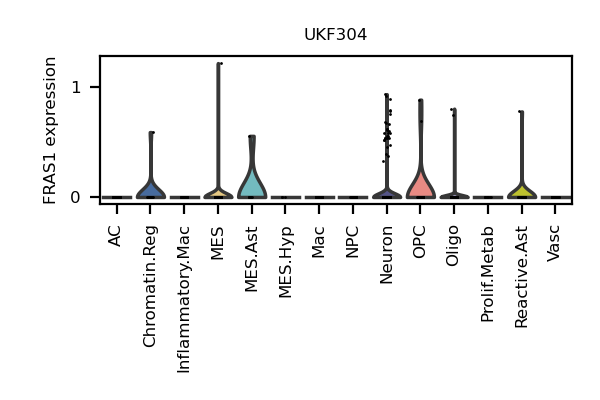 UKF304
FRAS1 expression
1
0
AC
Chromatin.Reg
Inflammatory.Mac
MES
MES.Ast
MES.Hyp
Mac
NPC
Neuron
OPC
Oligo
Prolif.Metab
Reactive.Ast
Vasc